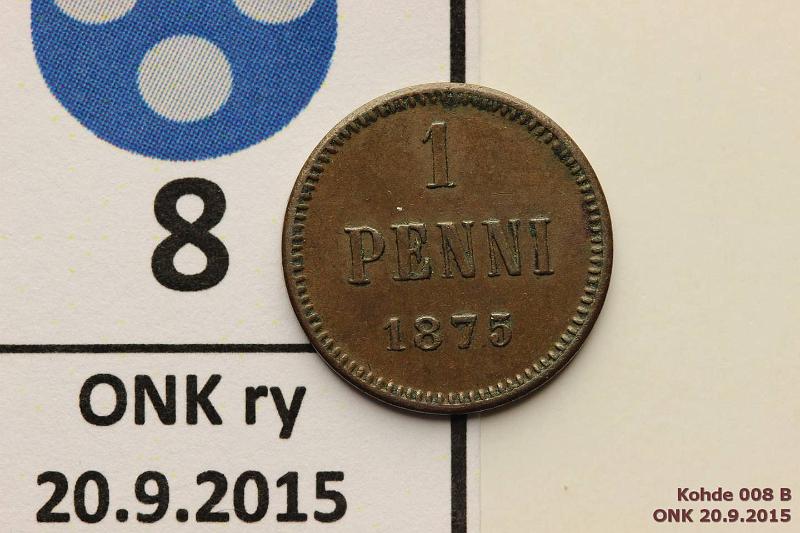 8
ONK ry
20.9.2015
1
PENNI
1875
Kohde 008 B
ONK 20.9.2015